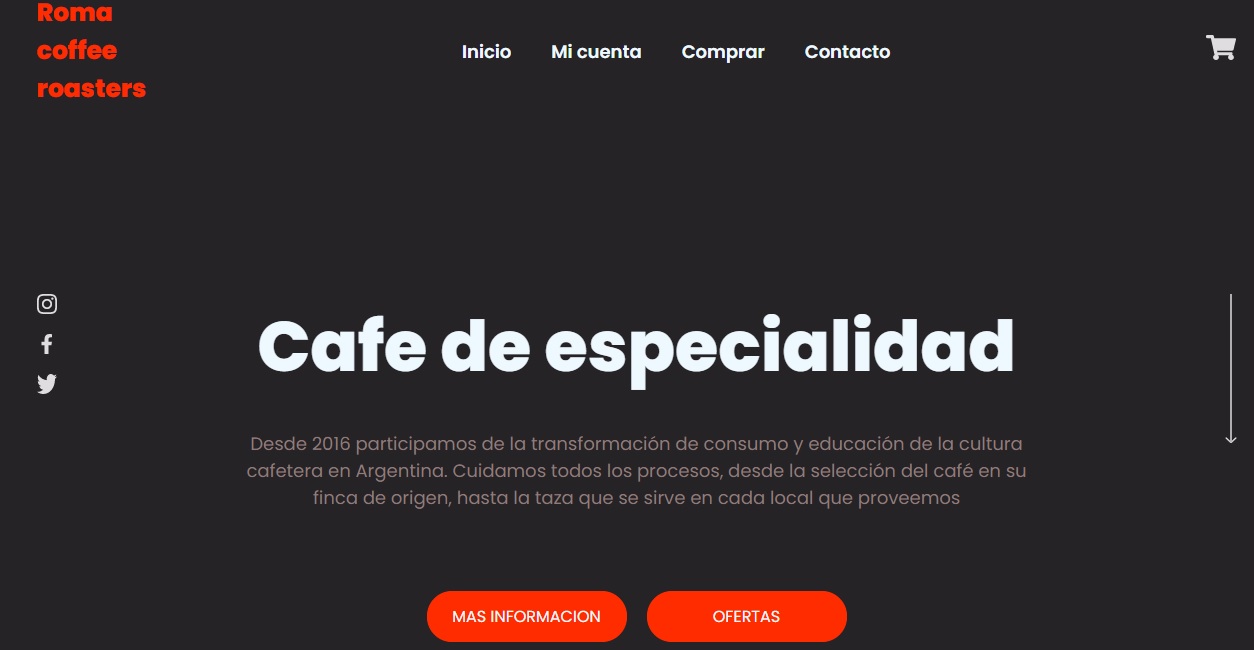 Roma
coffee
roasters
Inicio
Mi cuenta
Comprar
Contacto
Cafe de especialidad
Desde 2016 participamos de la transformación de consumo y educación de la cultura
cafetera en Argentina. Cuidamos todos los procesos, desde la selección del café en su
finca de origen, hasta la taza que se sirve en cada local que proveemos
MAS INFORMACION
OFERTAS